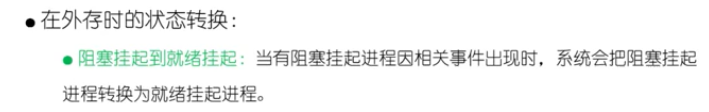 ● 在外存时的状态转换：
● 阻塞挂起到就绪挂起：当有阻塞挂起进程因相关事件出现时，系统会把阻塞挂起
进程转换为就绪挂起进程。